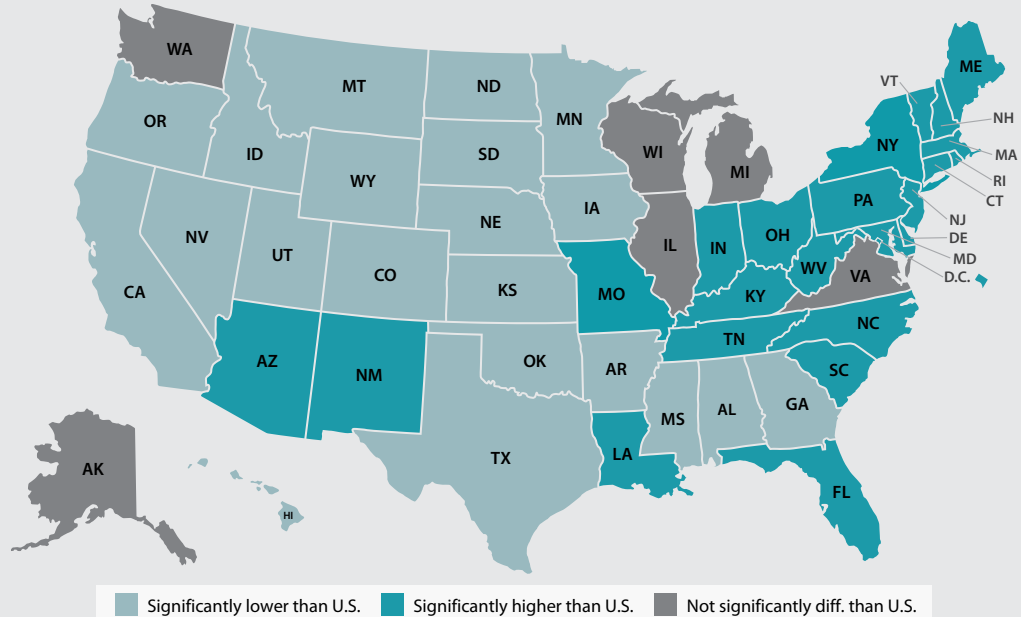 WA
MT
ND
MN
ME
VT
NH
OR
ID
SD
WI
MI
NY
MA
RI
CT
WY
IA
NE
PA
NJ
DE
MD
D.C.
NV
UT
CO
IL
IN
OH
WV
VA
CA
KS
MO
KY
NC
TN
AZ
NM
OK
AR
SC
MS
AL
GA
TX
LA
FL
AK
HI
Significantly lower than U.S.
Significantly higher than U.S.
Not significantly diff. than U.S.